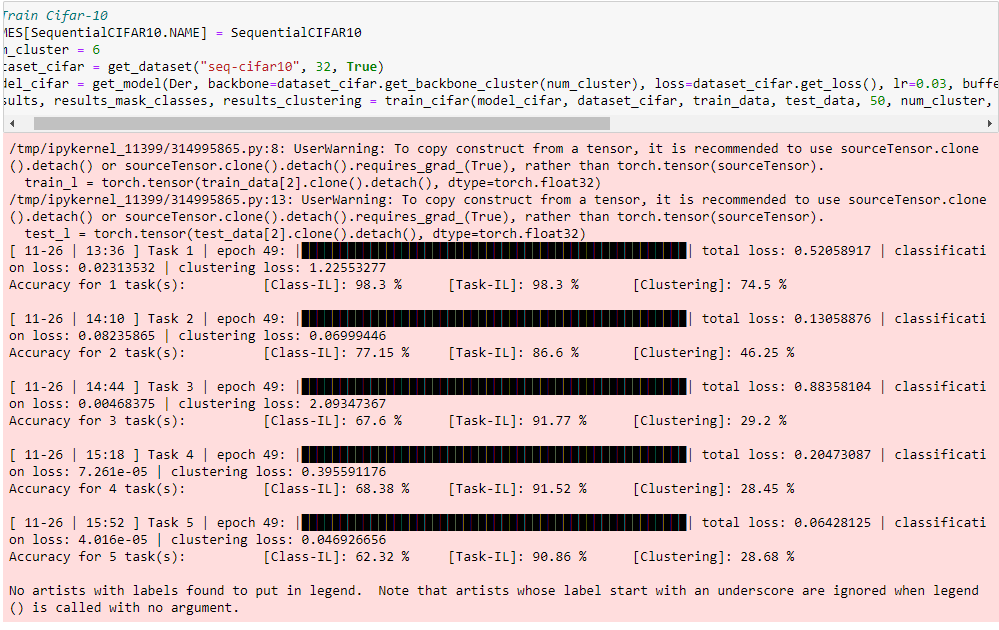 Train Cifar-10
MES[SequentialCIFAR10.NAME] = SequentialCIFAR10
m_cluster = 6
taset_cifar = get_dataset("seq-cifar10", 32, True)
del_cifar = get_model(Der, backbone=dataset_cifar.get_backbone_cluster(num_cluster), loss=dataset_cifar.get_loss(), lr=0.03, buffe
sults, results_mask_classes, results_clustering = train_cifar(model_cifar, dataset_cifar, train_data, test_data, 50, num_cluster,
/tmp/ipykernel_11399/314995865.py:8: UserWarning: To copy construct from a tensor, it is recommended to use sourceTensor.clone
().detach() or sourceTensor.clone().detach().requires_grad_(True), rather than torch.tensor(sourceTensor).
train_l = torch.tensor(train_data[2].clone().detach(), dtype=torch.float32)
/tmp/ipykernel_11399/314995865.py:13: UserWarning: To copy construct from a tensor, it is recommended to use sourceTensor.clone
().detach() or sourceTensor.clone().detach().requires_grad_(True), rather than torch.tensor(sourceTensor).
test_l = torch.tensor(test_data[2].clone().detach(), dtype=torch.float32)
[ 11-26 | 13:36 ] Task 1 | epoch 49: | | total loss: 0.52058917 | classificati
on loss: 0.02313532 | clustering loss: 1.22553277
Accuracy for 1 task(s): [Class-IL]: 98.3 % [Task-IL]: 98.3 % [Clustering]: 74.5 %
[ 11-26 | 14:10 ] Task 2 | epoch 49: | | total loss: 0.13058876 | classificati
on loss: 0.08235865 | clustering loss: 0.06999446
Accuracy for 2 task(s): [Class-IL]: 77.15 % [Task-IL]: 86.6 % [Clustering]: 46.25 %
[ 11-26 | 14:44 ] Task 3 | epoch 49: | | total loss: 0.88358104 | classificati
on loss: 0.00468375 | clustering loss: 2.09347367
Accuracy for 3 task(s): [Class-IL]: 67.6 % [Task-IL]: 91.77 % [Clustering]: 29.2 %
[ 11-26 | 15:18 ] Task 4 | epoch 49: | | total loss: 0.20473087 | classificati
on loss: 7.261e-05 | clustering loss: 0.395591176
Accuracy for 4 task(s): [Class-IL]: 68.38 % [Task-IL]: 91.52 % [Clustering]: 28.45 %
[ 11-26 | 15:52 ] Task 5 | epoch 49: | | total loss: 0.06428125 | classificati
on loss: 4.016e-05 | clustering loss: 0.046926656
Accuracy for 5 task(s): [Class-IL]: 62.32 % [Task-IL]: 90.86 % [Clustering]: 28.68 %
No artists with labels found to put in legend.  Note that artists whose label start with an underscore are ignored when legend
() is called with no argument.